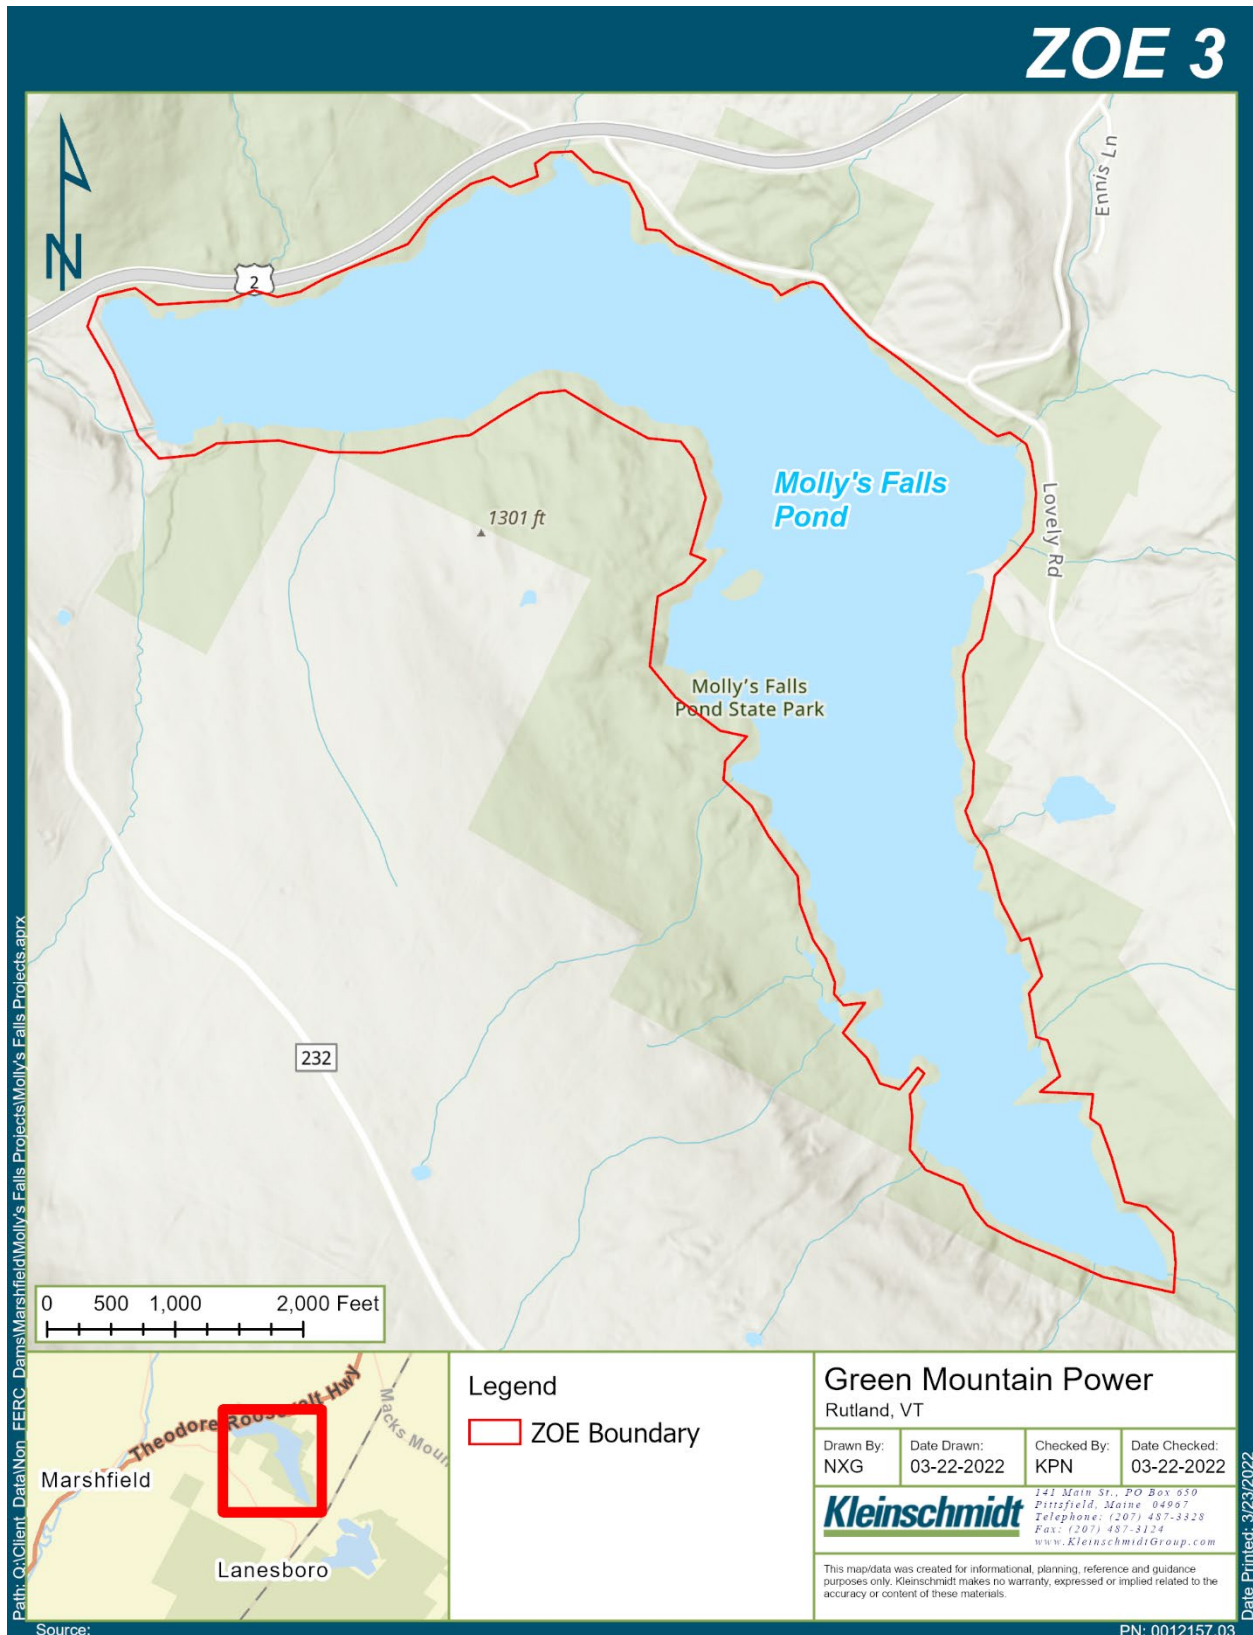 ZOE 3
N
2
Ennis Ln
Molly's Falls
Pond
1301 ft
Lovely Rd
Molly's Falls
Pond State Park
232
0 500 1,000 2,000 Feet
Theodore Roosevelt Hwy
Macks Moun
Marshfield
Lanesboro
Legend
ZOE Boundary
Green Mountain Power
Rutland, VT
Drawn By:
NXG
Date Drawn:
03-22-2022
Checked By:
KPN
Date Checked:
03-22-2022
Kleinschmidt
141 Main St., PO Box 650
Pittsfield, Maine 04967
Telephone: (207) 487-3328
Fax: (207) 487-3124
www.KleinschmidtGroup.com
This map/data was created for informational, planning, reference and guidance
purposes only. Kleinschmidt makes no warranty, expressed or implied related to the
accuracy or content of these materials.
Path: Q:\Client_Data\Non_FERC_Dams\Marshfield\Molly's Falls Projects\Molly's Falls Projects.aprx
Date Printed: 3/23/2022
Source:
PN: 0012157.03